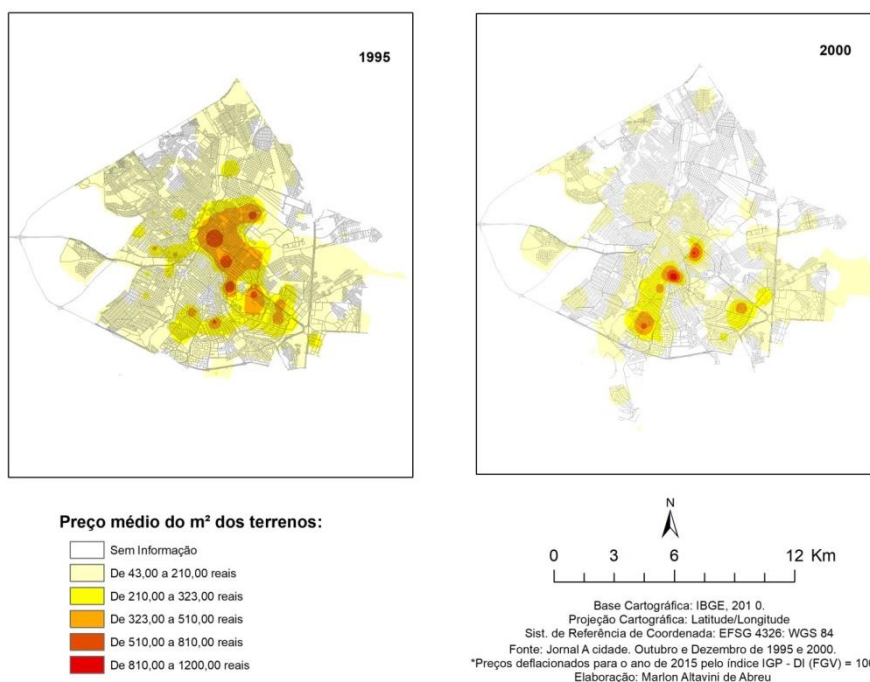 1995
2000
Preço médio do m² dos terrenos:
Sem Informação
De 43,00 a 210,00 reais
De 210,00 a 323,00 reais
De 323,00 a 510,00 reais
De 510,00 a 810,00 reais
De 810,00 a 1200,00 reais
N
0 3 6 12 Km
Base Cartográfica: IBGE, 201 0.
Projeção Cartográfica: Latitude/Longitude
Sist. de Referência de Coordenada: EFSG 4326: WGS 84
Fonte: Jornal A cidade. Outubro e Dezembro de 1995 e 2000.
*Preços deflacionados para o ano de 2015 pelo índice IGP - DI (FGV) = 100
Elaboração: Marlon Altavini de Abreu